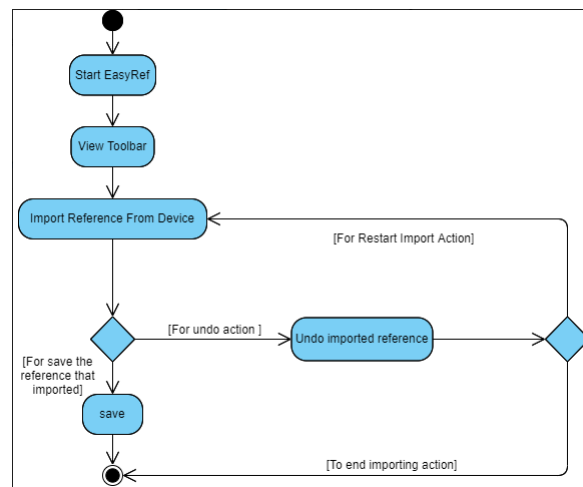 Start EasyRef
View Toolbar
Import Reference From Device
[For Restart Import Action]
[For undo action ]
Undo imported reference
[For save the
reference that
imported]
save
[To end importing action]